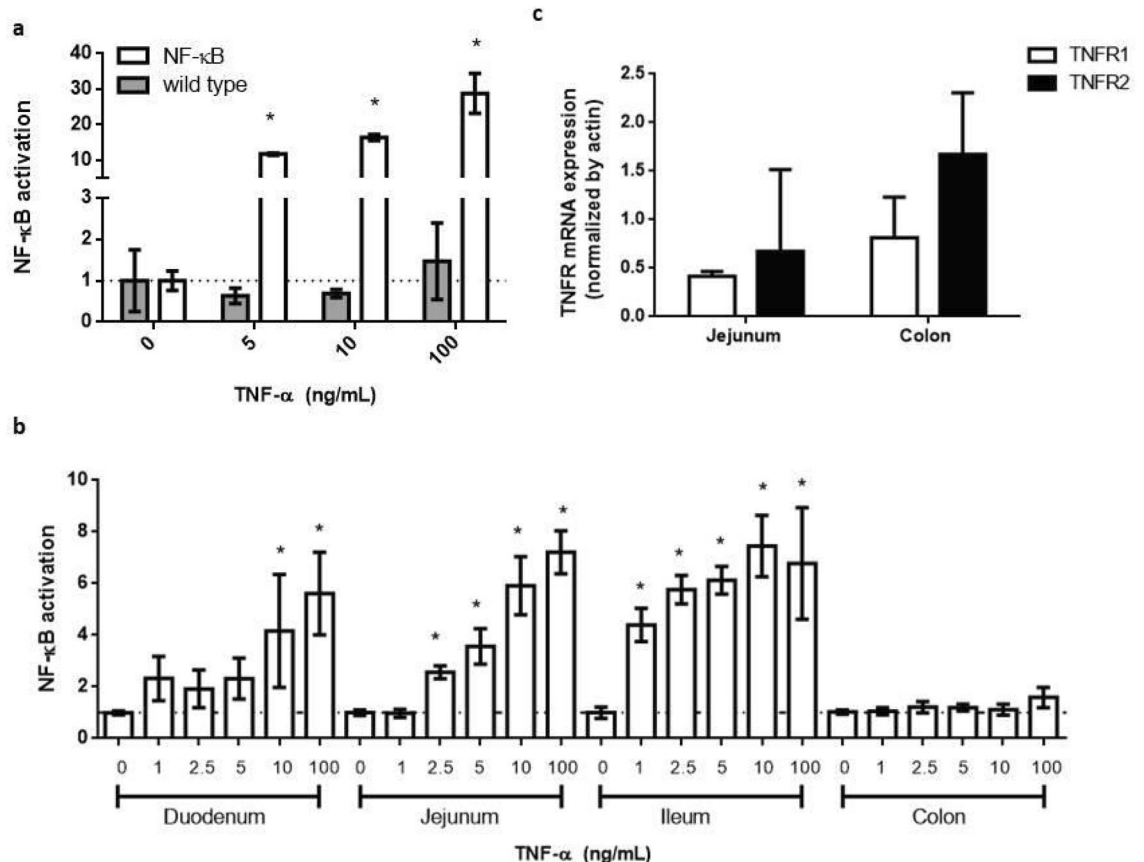 a
NF-κB
wild type
*
*
*
40
30
20
10
3
2
1
0
NF-κB activation
0
5
10
100
TNF-α (ng/mL)
c
TNFR1
TNFR2
2.5
2.0
1.5
1.0
0.5
0.0
TNFR mRNA expression
(normalized by actin)
Jejunum
Colon
b
10
8
6
4
2
0
NF-κB activation
* * * * * * * * * * *
0 1 2.5 5 10 100 0 1 2.5 5 10 100 0 1 2.5 5 10 100 0 1 2.5 5 10 100
Duodenum Jejunum Ileum Colon
TNF-α (ng/mL)